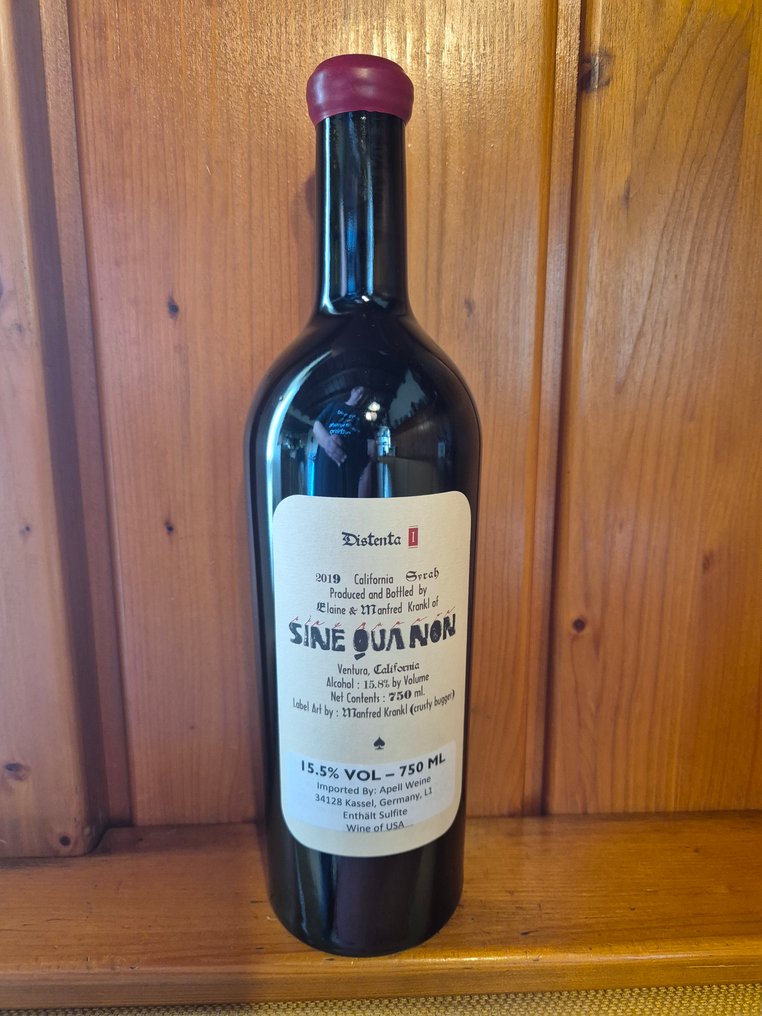 Distenta I
2019 California Syrah
Produced and Bottled by
Elaine & Manfred Krankl of
SINE QUA NON
Ventura, California
Alcohol : 15.8% by Volume
Net Contents : 750 ml.
Label Art by : Manfred Krankl (crusty bugger)
15.5% VOL – 750 ML
Imported By: Apell Weine
34128 Kassel, Germany, L1
Enthält Sulfite
Wine of USA